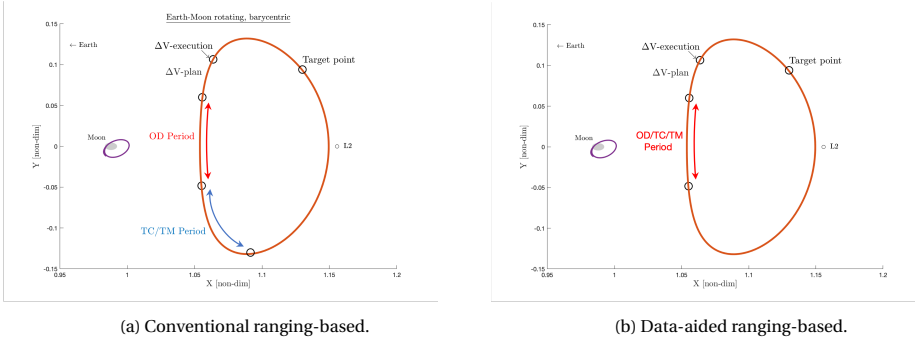 Earth-Moon rotating, barycentric
0.15
← Earth
ΔV-execution
ΔV-plan
Target point
0.1
0.05
OD Period
Moon
0
L2
Y [non-dim]
-0.05
TC/TM Period
-0.1
-0.15
0.95
1
1.05
1.1
1.15
1.2
X [non-dim]
(a) Conventional ranging-based.
0.15
← Earth
ΔV-execution
ΔV-plan
Target point
0.1
0.05
OD/TC/TM
Period
Moon
0
L2
Y [non-dim]
-0.05
-0.1
-0.15
0.95
1
1.05
1.1
1.15
1.2
X [non-dim]
(b) Data-aided ranging-based.